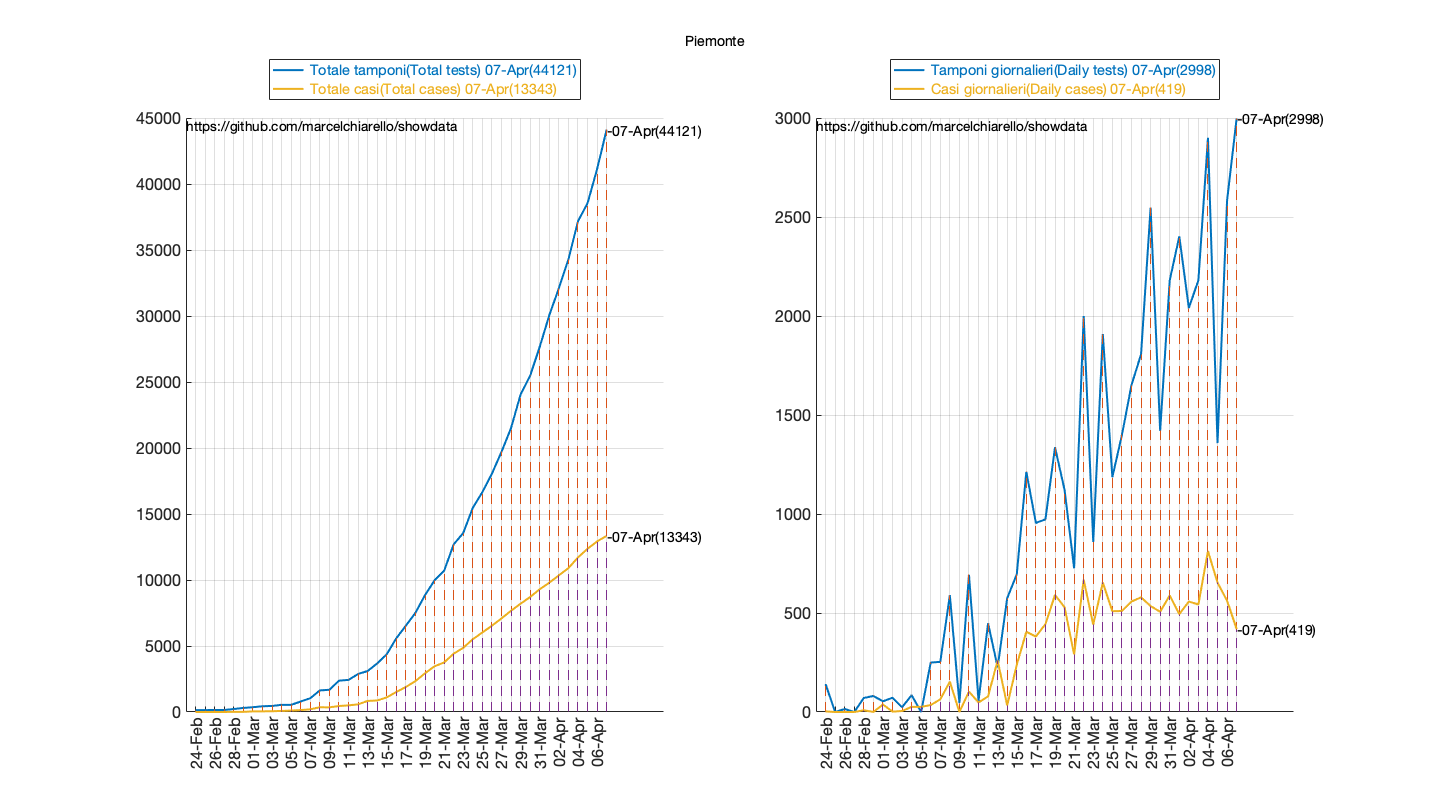 Piemonte
Totale tamponi(Total tests) 07-Apr(44121)
Totale casi(Total cases) 07-Apr(13343)
https://github.com/marcelchiarello/showdata
45000
40000
35000
30000
25000
20000
15000
10000
5000
0
-07-Apr(44121)
-07-Apr(13343)
24-Feb
26-Feb
28-Feb
01-Mar
03-Mar
05-Mar
07-Mar
09-Mar
11-Mar
13-Mar
15-Mar
17-Mar
19-Mar
21-Mar
23-Mar
25-Mar
27-Mar
29-Mar
31-Mar
02-Apr
04-Apr
06-Apr
Tamponi giornalieri(Daily tests) 07-Apr(2998)
Casi giornalieri(Daily cases) 07-Apr(419)
https://github.com/marcelchiarello/showdata
3000
2500
2000
1500
1000
500
0
-07-Apr(2998)
-07-Apr(419)
24-Feb
26-Feb
28-Feb
01-Mar
03-Mar
05-Mar
07-Mar
09-Mar
11-Mar
13-Mar
15-Mar
17-Mar
19-Mar
21-Mar
23-Mar
25-Mar
27-Mar
29-Mar
31-Mar
02-Apr
04-Apr
06-Apr